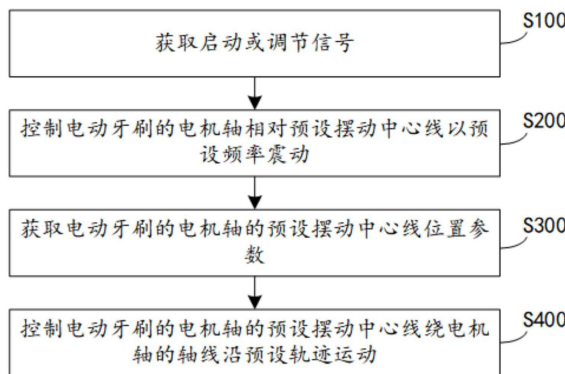 获取启动或调节信号
S100
控制电动牙刷的电机轴相对预设摆动中心线以预
设频率震动
S200
获取电动牙刷的电机轴的预设摆动中心线位置参
数
S300
控制电动牙刷的电机轴的预设摆动中心线绕电机
轴的轴线沿预设轨迹运动
S400